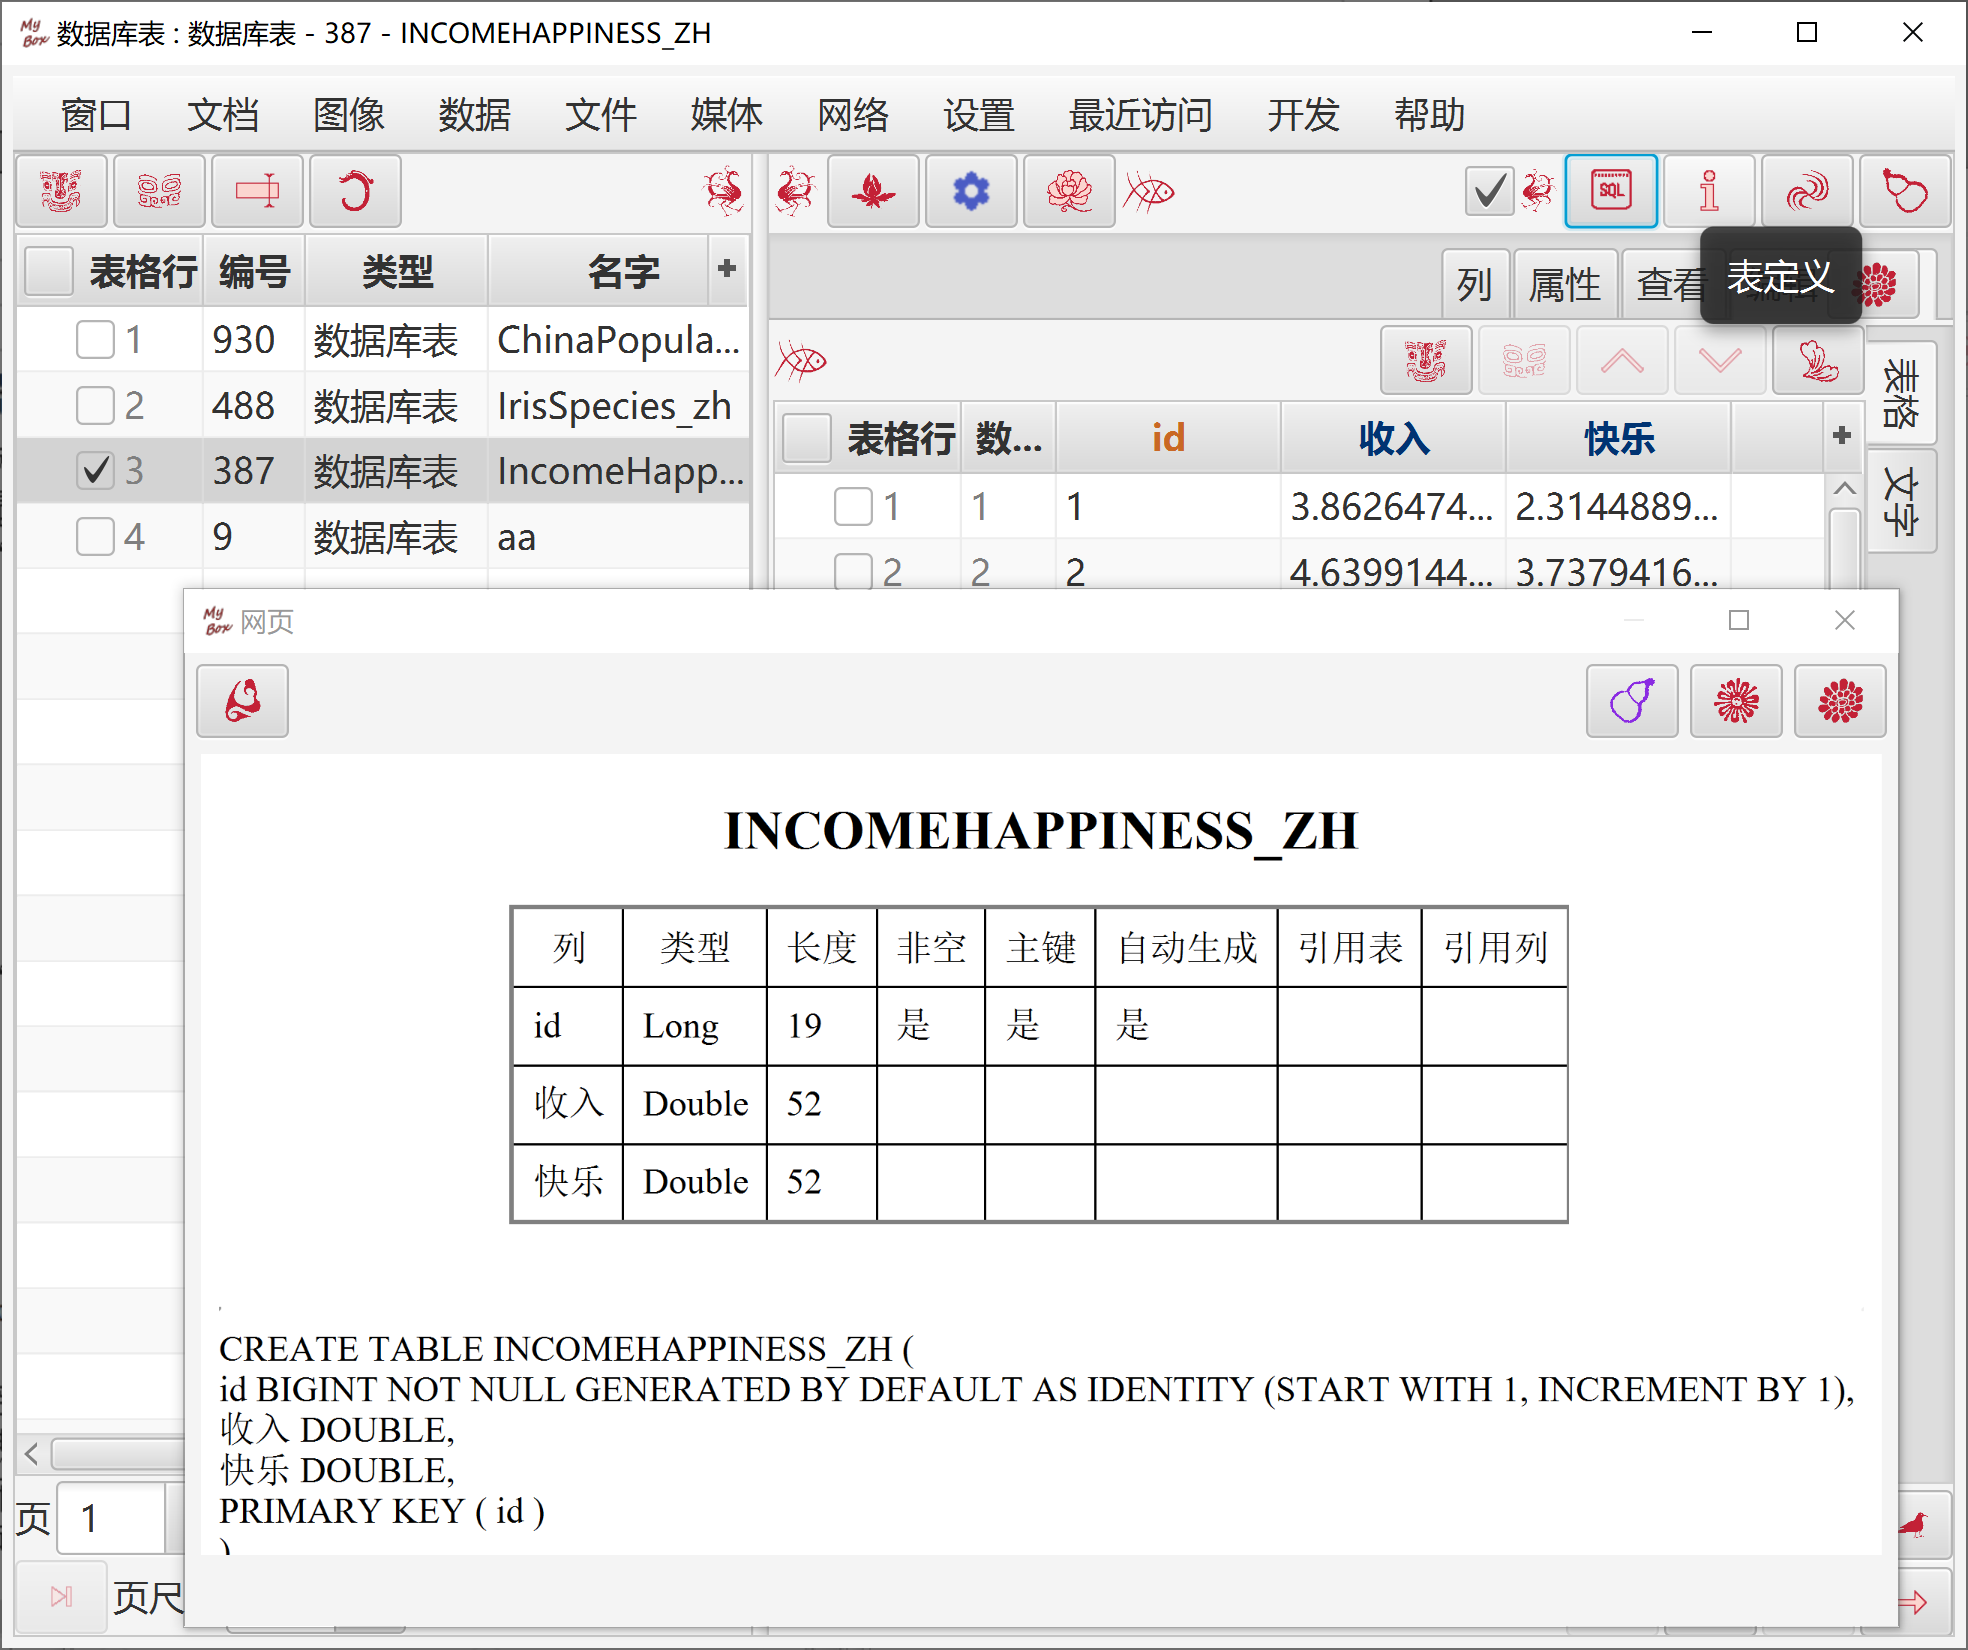 My Box 数据库表 : 数据库表 - 387 - INCOMEHAPPINESS_ZH
窗口 文档 图像 数据 文件 媒体 网络 设置 最近访问 开发 帮助
SQL
表格行 编号 类型 名字 +
1 930 数据库表 ChinaPopula...
2 488 数据库表 IrisSpecies_zh
3 387 数据库表 IncomeHapp...
4 9 数据库表 aa
页 1
页尺
列 属性 查看 编辑
表定义
表格
文字
表格行 数... id 收入 快乐 +
1 1 1 3.8626474... 2.3144889...
2 2 2 4.6399144... 3.7379416...
My Box 网页
INCOMEHAPPINESS_ZH
列 类型 长度 非空 主键 自动生成 引用表 引用列
id Long 19 是 是 是
收入 Double 52
快乐 Double 52
CREATE TABLE INCOMEHAPPINESS_ZH (
id BIGINT NOT NULL GENERATED BY DEFAULT AS IDENTITY (START WITH 1, INCREMENT BY 1),
收入 DOUBLE,
快乐 DOUBLE,
PRIMARY KEY ( id )
)